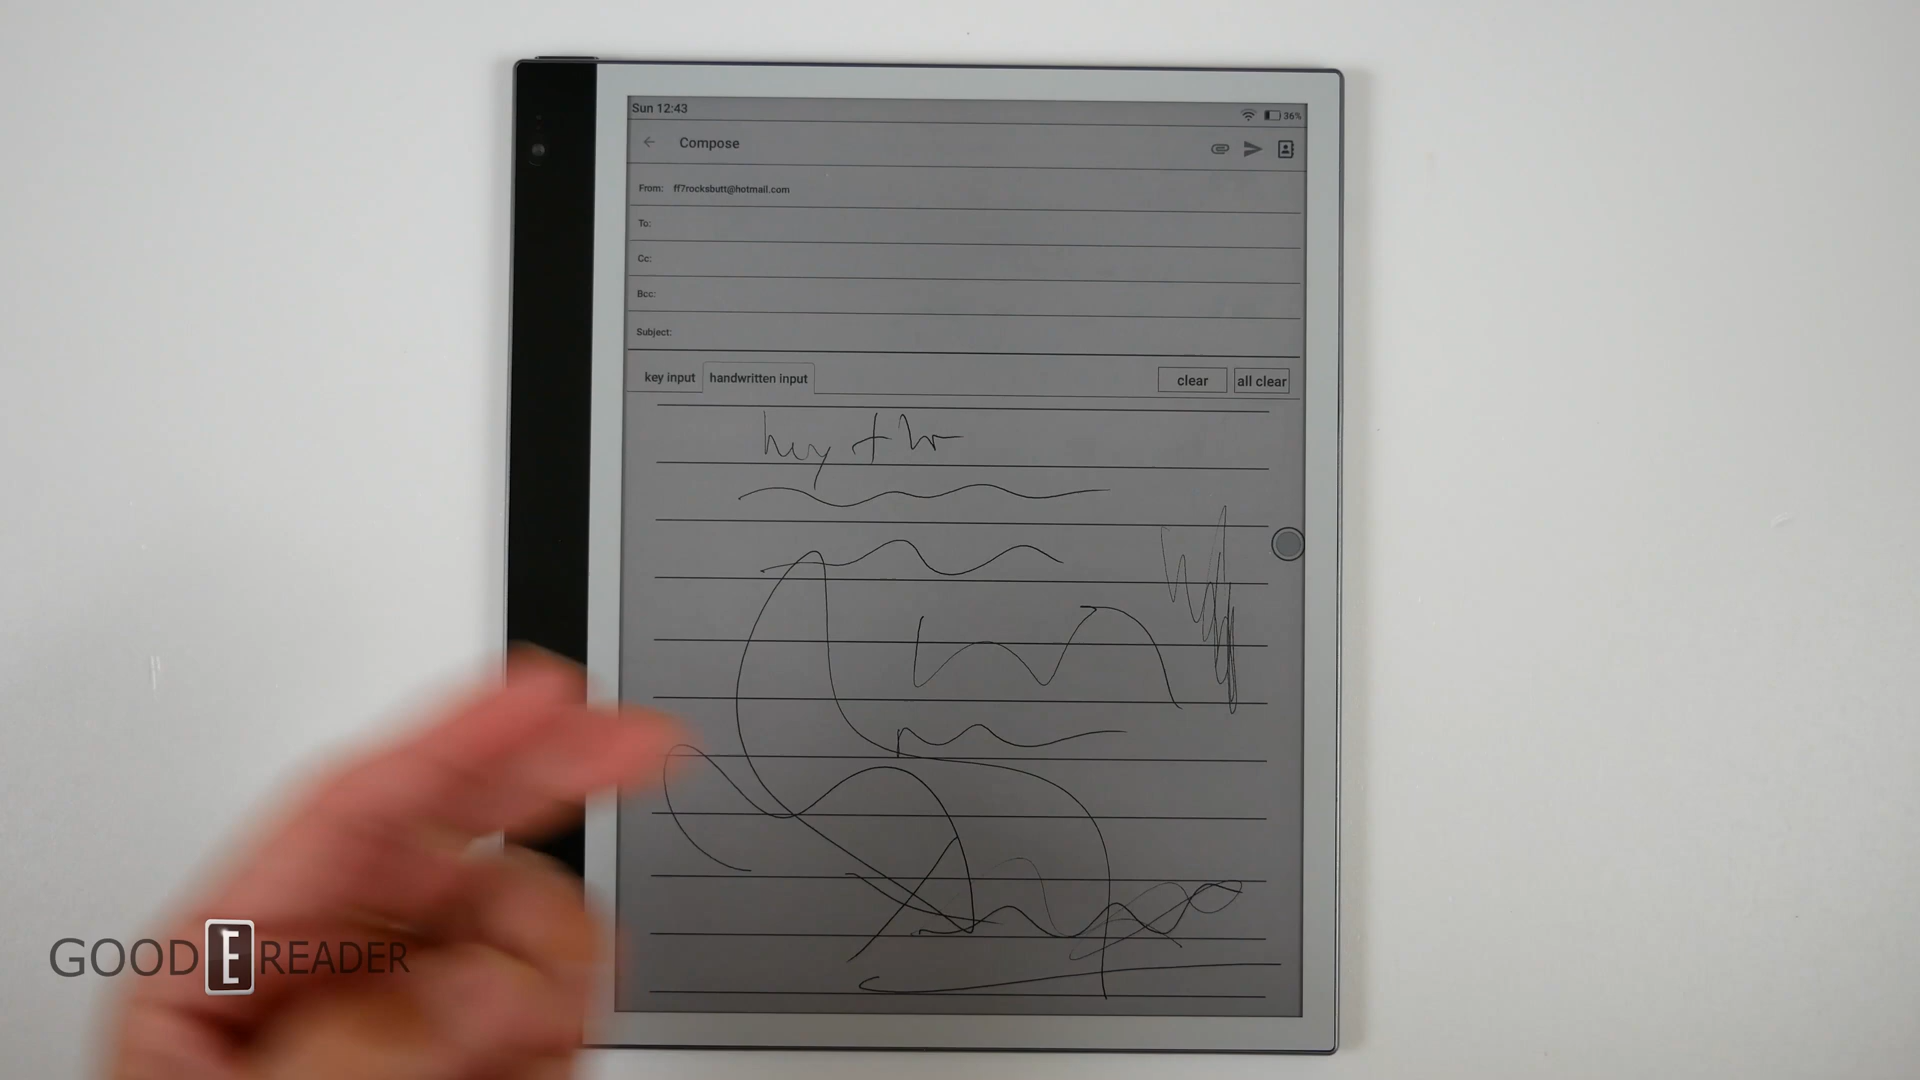 Sun 12:43 36%
Compose
From: ff7rocksbutt@hotmail.com
To:
Cc:
Bcc:
Subject:
key input handwritten input clear all clear
hey
GOOD E READER